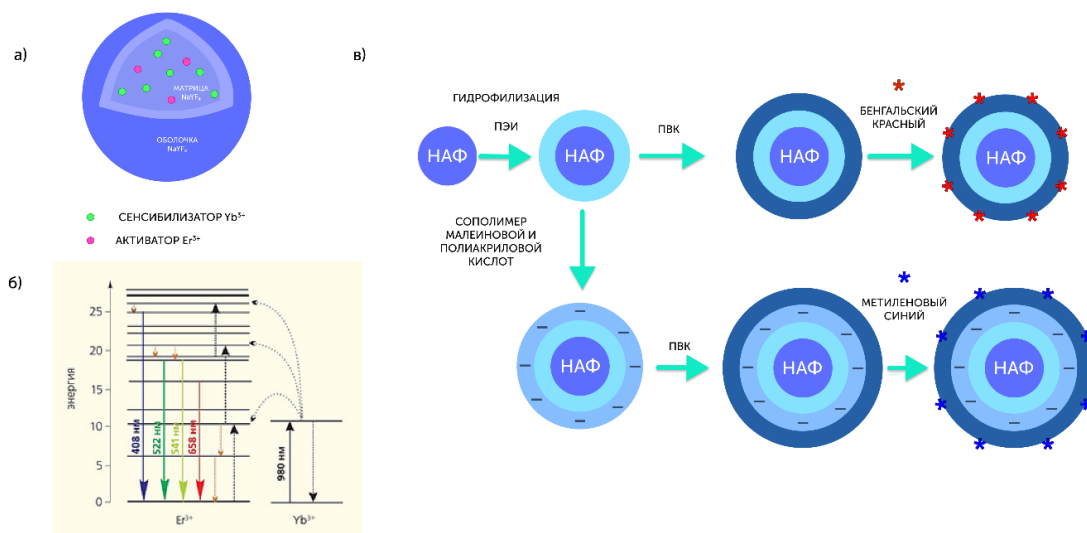 а)
МАТРИЦА
NaYF₄
ОБОЛОЧКА
NaYF₄
СЕНСИБИЛИЗАТОР Yb³⁺
АКТИВАТОР Er³⁺
б)
энергия
25
20
15
10
5
0
408 нм
522 нм
541 нм
658 нм
980 нм
Er³⁺
Yb³⁺
в)
ГИДРОФИЛИЗАЦИЯ
НАФ
ПЭИ
НАФ
ПВК
НАФ
БЕНГАЛЬСКИЙ
КРАСНЫЙ
НАФ
СОПОЛИМЕР
МАЛЕИНОВОЙ И
ПОЛИАКРИЛОВОЙ
КИСЛОТ
НАФ
ПВК
НАФ
МЕТИЛЕНОВЫЙ
СИНИЙ
НАФ